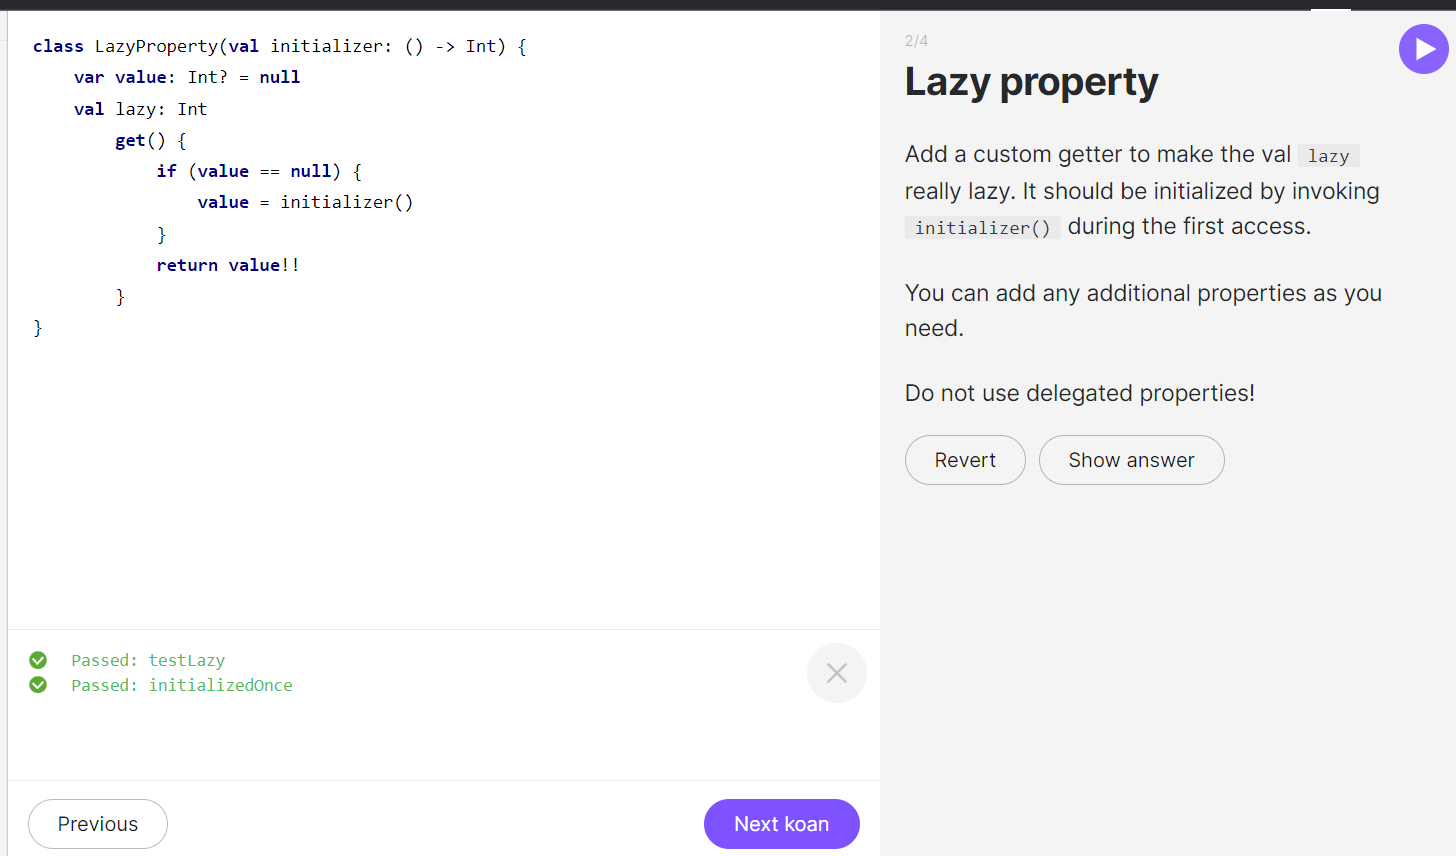 class LazyProperty(val initializer: () -> Int) {
    var value: Int? = null
    val lazy: Int
        get() {
            if (value == null) {
                value = initializer()
            }
            return value!!
        }
}
Passed: testLazy
Passed: initializedOnce
Previous
Next koan
2/4
Lazy property
Add a custom getter to make the val lazy
really lazy. It should be initialized by invoking
initializer() during the first access.
You can add any additional properties as you
need.
Do not use delegated properties!
Revert
Show answer